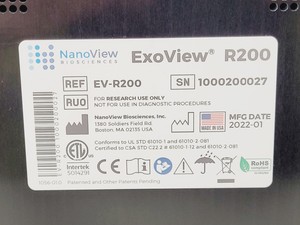 NanoView
BIOSCIENCES
ExoView® R200
REF EV-R200 SN 1000200027
RUO FOR RESEARCH USE ONLY
NOT FOR USE IN DIAGNOSTIC PROCEDURES
NanoView Biosciences, Inc.
1380 Soldiers Field Rd
Boston, MA 02135 USA
MADE IN USA
MFG DATE
2022-01
Conforms to UL STD 61010-1 and 61010-2-081
Certified to CSA STD C22.2 # 61010-1-12 and 61010-2-081
Intertek
5014291
RoHS
Patented and Other Patents Pending